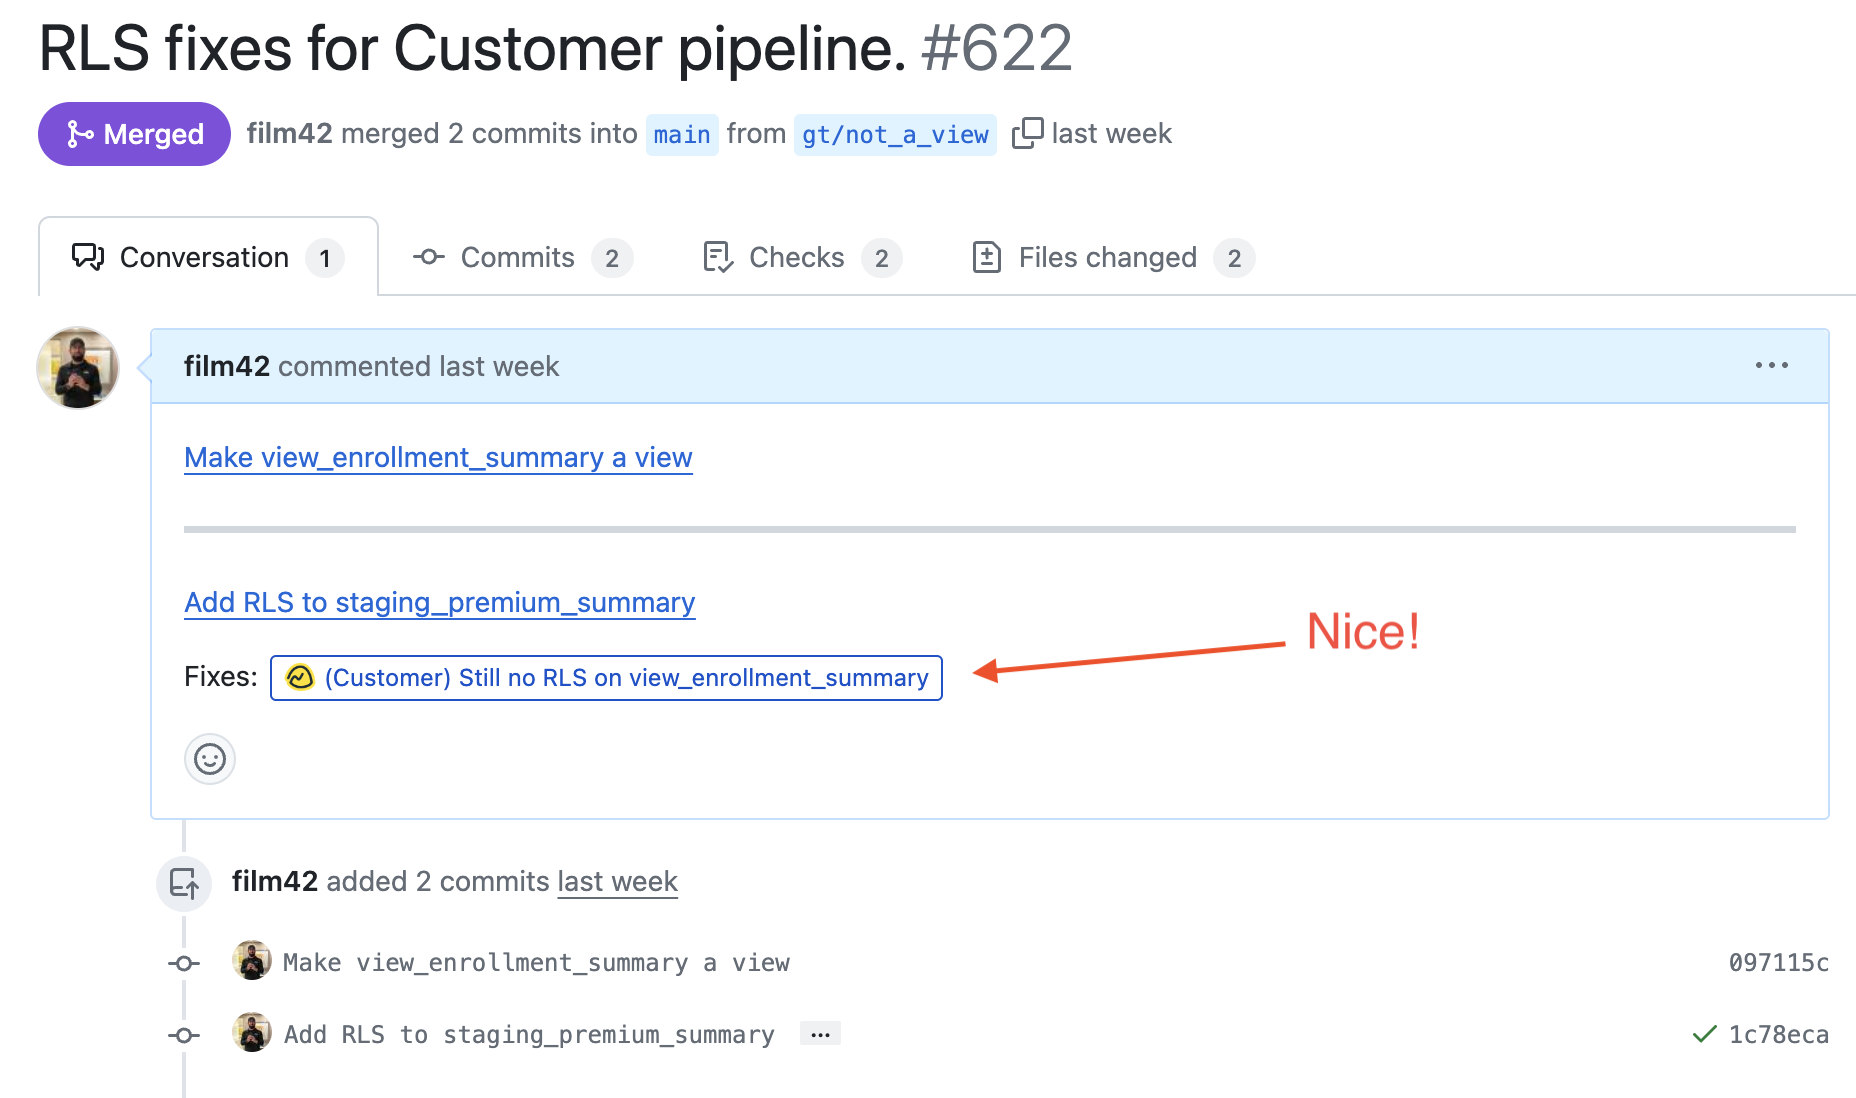 RLS fixes for Customer pipeline. #622
Merged film42 merged 2 commits into main from gt/not_a_view last week
Conversation 1 Commits 2 Checks 2 Files changed 2
film42 commented last week
Make view_enrollment_summary a view
Add RLS to staging_premium_summary
Nice!
Fixes: (Customer) Still no RLS on view_enrollment_summary
film42 added 2 commits last week
Make view_enrollment_summary a view 097115c
Add RLS to staging_premium_summary ... 1c78eca